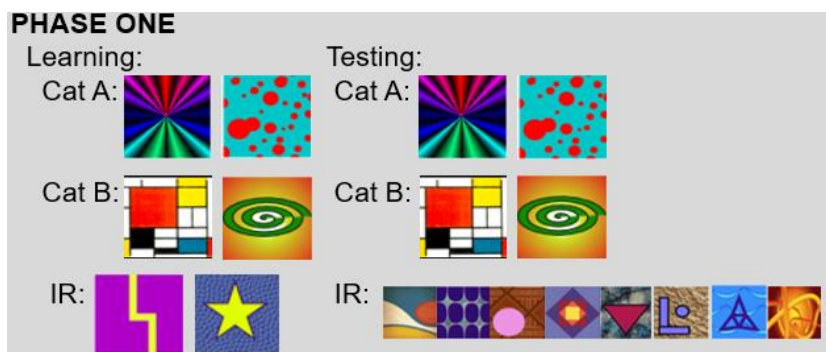 PHASE ONE
Learning: Testing:
Cat A: Cat A:
Cat B: Cat B:
IR: IR: